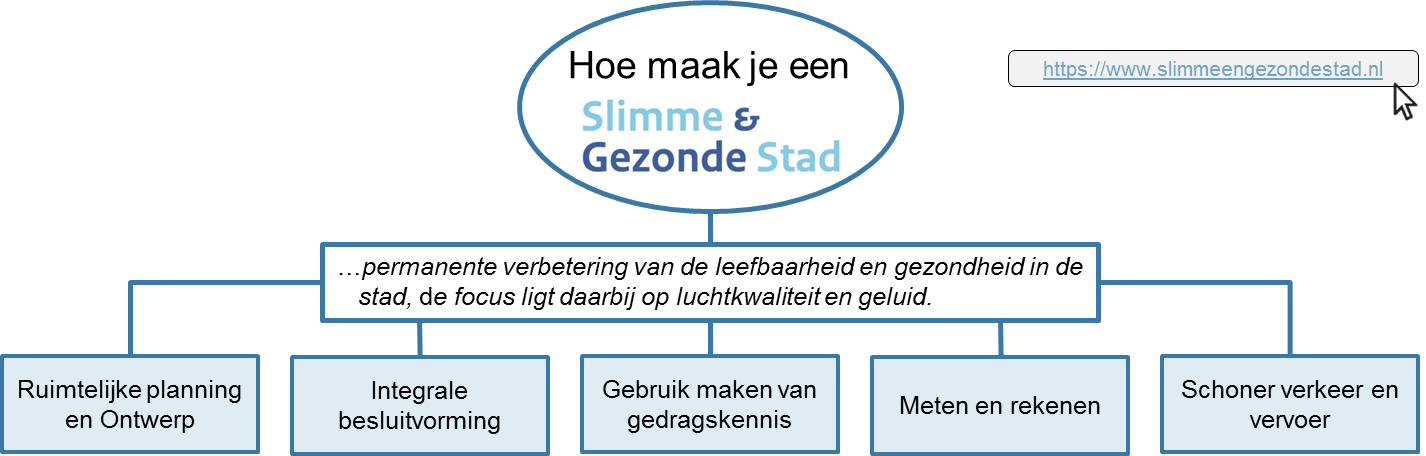 Hoe maak je een
Slimme &
Gezonde Stad
https://www.slimmeengezondestad.nl
…permanente verbetering van de leefbaarheid en gezondheid in de
stad, de focus ligt daarbij op luchtkwaliteit en geluid.
Ruimtelijke planning
en Ontwerp
Integrale
besluitvorming
Gebruik maken van
gedragskennis
Meten en rekenen
Schoner verkeer en
vervoer